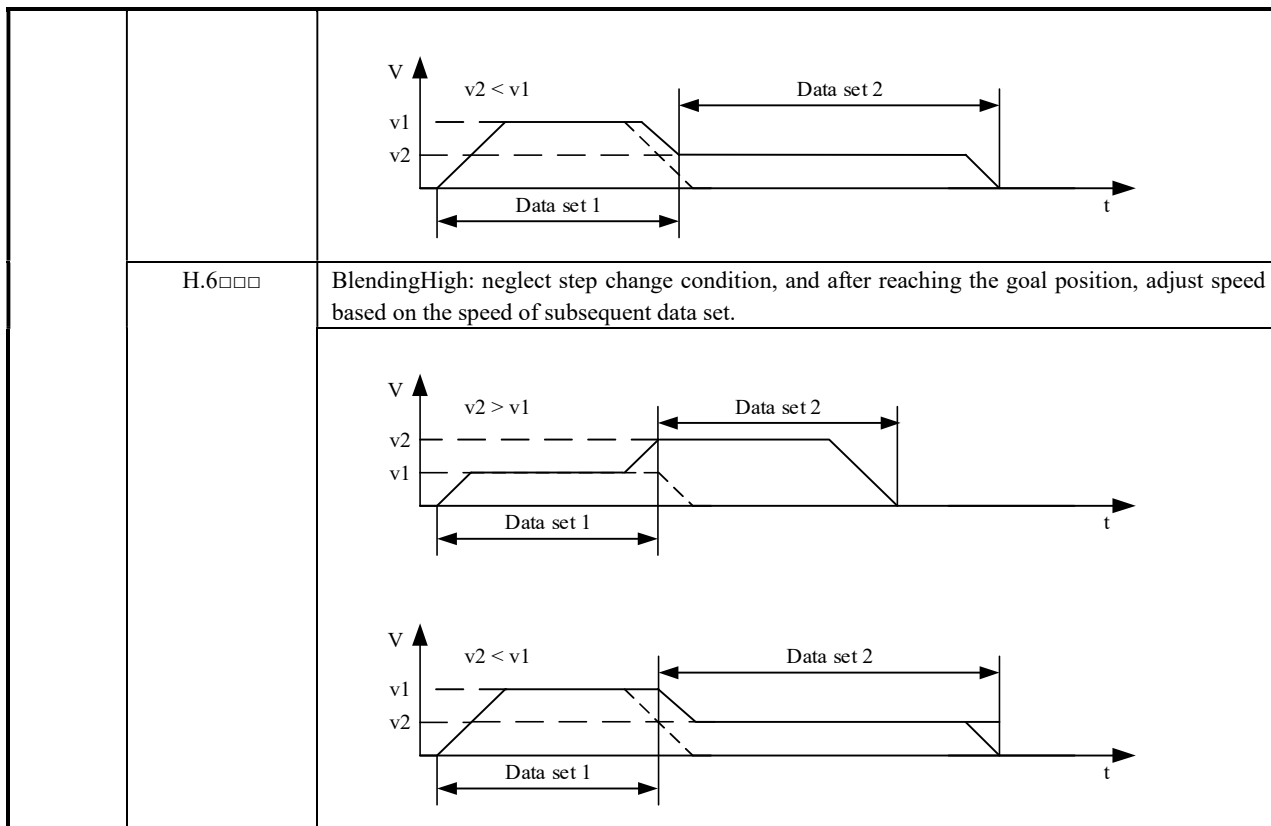 V
v2 < v1
Data set 2
v1
v2
Data set 1
t
H.6□□□
BlendingHigh: neglect step change condition, and after reaching the goal position, adjust speed
based on the speed of subsequent data set.
V
v2 > v1
Data set 2
v2
v1
Data set 1
t
V
v2 < v1
Data set 2
v1
v2
Data set 1
t